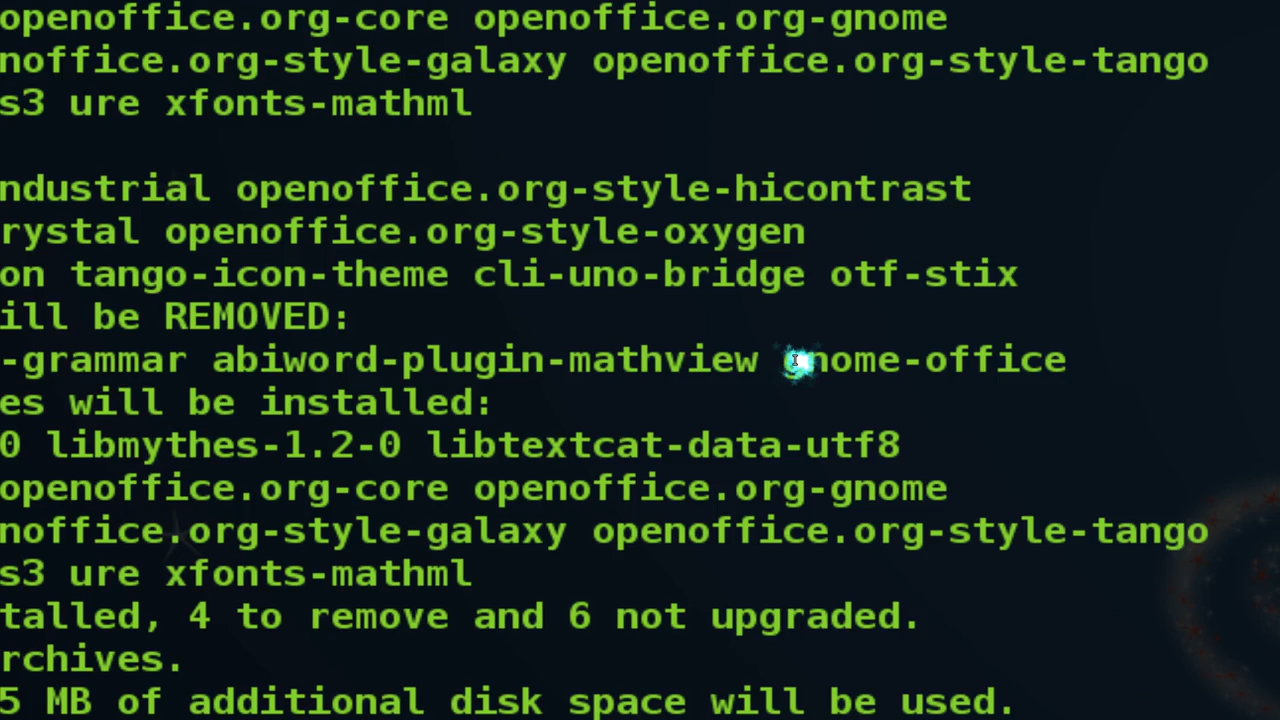 openoffice.org-core openoffice.org-gnome
noffice.org-style-galaxy openoffice.org-style-tango
s3 ure xfonts-mathml
ndustrial openoffice.org-style-hicontrast
rystal openoffice.org-style-oxygen
on tango-icon-theme cli-uno-bridge otf-stix
ill be REMOVED:
-grammar abiword-plugin-mathview gnome-office
es will be installed:
0 libmythes-1.2-0 libtextcat-data-utf8
openoffice.org-core openoffice.org-gnome
noffice.org-style-galaxy openoffice.org-style-tango
s3 ure xfonts-mathml
talled, 4 to remove and 6 not upgraded.
rchives.
5 MB of additional disk space will be used.